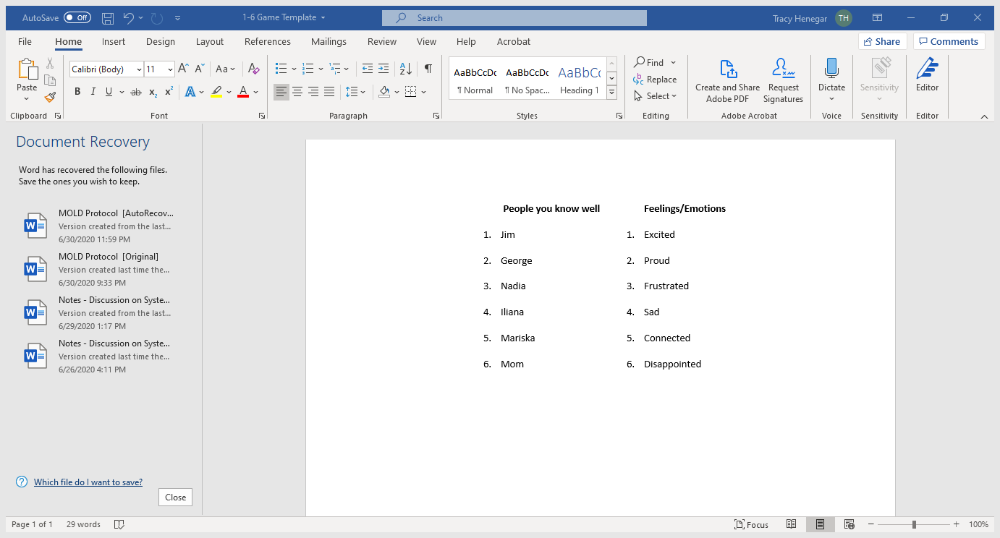 AutoSave Off 1-6 Game Template Search Tracy Henegar TH
File Home Insert Design Layout References Mailings Review View Help Acrobat Share Comments
Paste
Clipboard
Calibri (Body) 11 A A Aa A
B I U ab x2 x2 A A
Font
Paragraph
AaBbCcDc AaBbCcDc AaBbCc
¶ Normal ¶ No Spac... Heading 1
Styles
Find
Replace
Select
Editing
Create and Share Adobe PDF
Request Signatures
Adobe Acrobat
Dictate
Voice
Sensitivity
Sensitivity
Editor
Editor
Document Recovery
Word has recovered the following files.
Save the ones you wish to keep.
MOLD Protocol [AutoRecov...
Version created from the last...
6/30/2020 11:59 PM
MOLD Protocol [Original]
Version created last time the...
6/30/2020 9:33 PM
Notes - Discussion on Syste...
Version created from the last...
6/29/2020 1:17 PM
Notes - Discussion on Syste...
Version created last time the...
6/26/2020 4:11 PM
Which file do I want to save?
Close
People you know well Feelings/Emotions
1. Jim 1. Excited
2. George 2. Proud
3. Nadia 3. Frustrated
4. Iliana 4. Sad
5. Mariska 5. Connected
6. Mom 6. Disappointed
Page 1 of 1 29 words Focus 100%